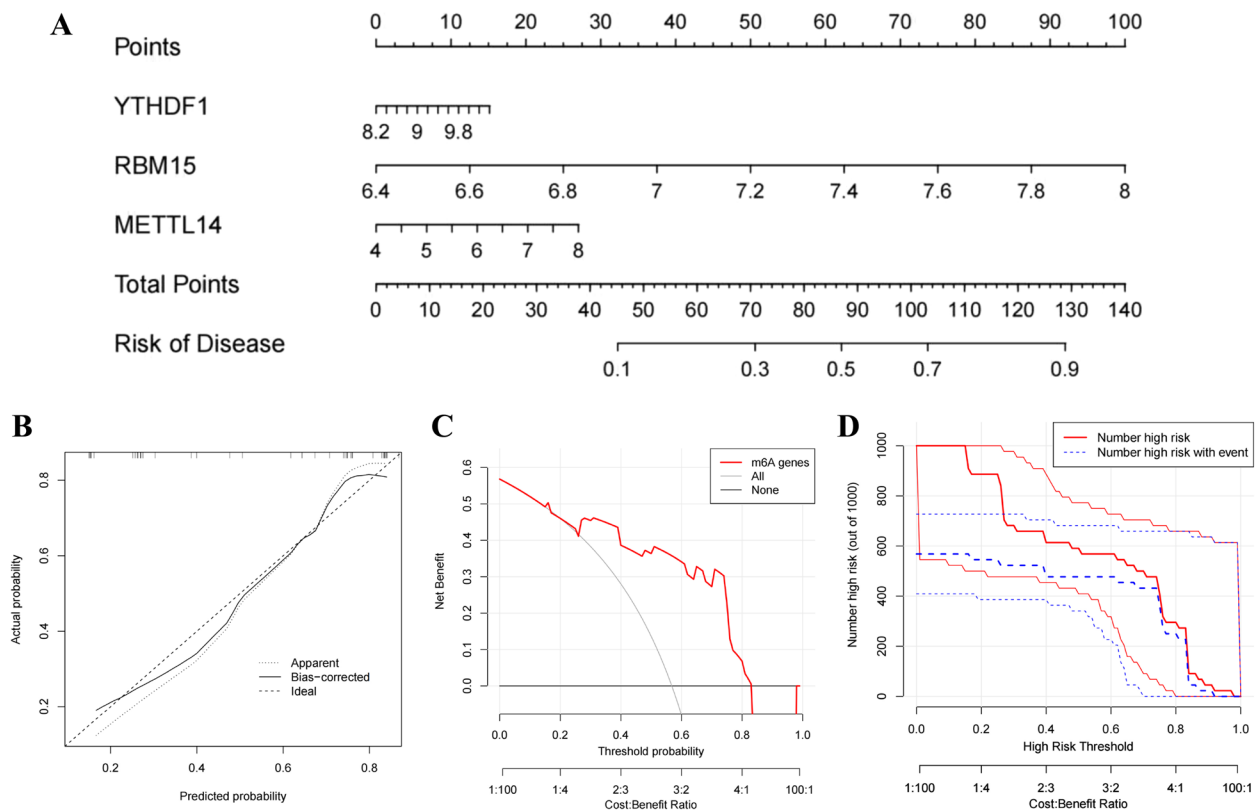 A
0 10 20 30 40 50 60 70 80 90 100
Points
YTHDF1
8.2 9 9.8
RBM15
6.4 6.6 6.8 7 7.2 7.4 7.6 7.8 8
METTL14
4 5 6 7 8
Total Points
0 10 20 30 40 50 60 70 80 90 100 110 120 130 140
Risk of Disease
0.1 0.3 0.5 0.7 0.9
B
Actual probability
0.8
0.6
0.4
0.2
Apparent
Bias-corrected
Ideal
0.2 0.4 0.6 0.8
Predicted probability
C
Net Benefit
0.6
0.5
0.4
0.3
0.2
0.1
0.0
m6A genes
All
None
0.0 0.2 0.4 0.6 0.8 1.0
Threshold probability
1:100 1:4 2:3 3:2 4:1 100:1
Cost:Benefit Ratio
D
Number high risk (out of 1000)
1000
800
600
400
200
0
Number high risk
Number high risk with event
0.0 0.2 0.4 0.6 0.8 1.0
High Risk Threshold
1:100 1:4 2:3 3:2 4:1 100:1
Cost:Benefit Ratio